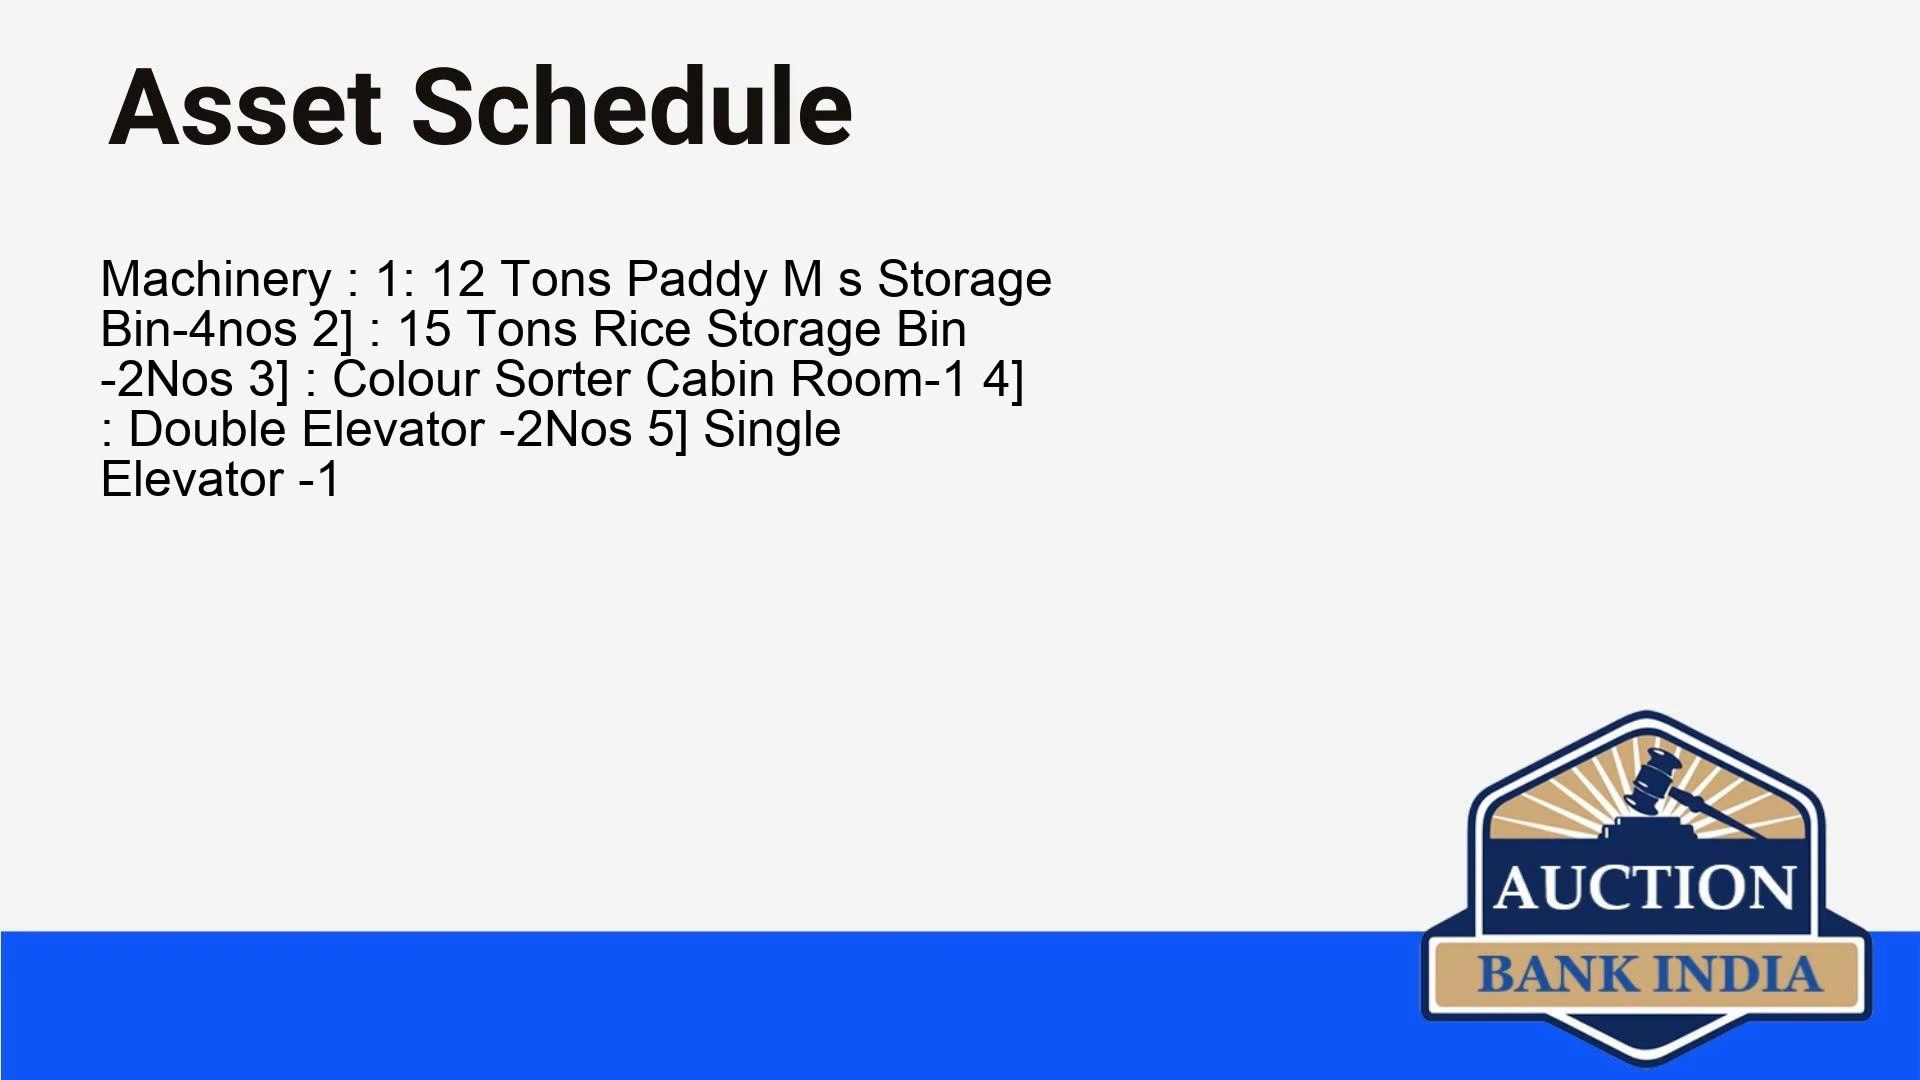 Asset Schedule
Machinery : 1: 12 Tons Paddy M s Storage
Bin-4nos 2] : 15 Tons Rice Storage Bin
-2Nos 3] : Colour Sorter Cabin Room-1 4]
: Double Elevator -2Nos 5] Single
Elevator -1
AUCTION
BANK INDIA